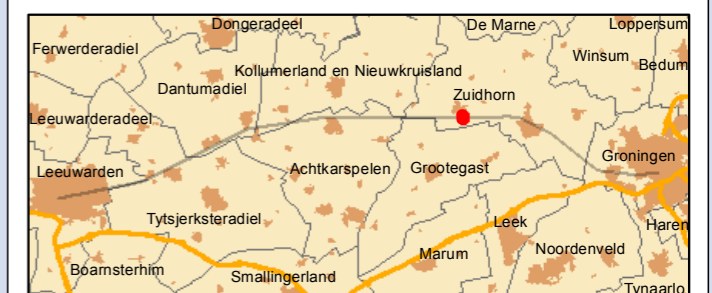 Dongeradeel
De Marne
Loppersum
Ferwerderadiel
Winsum
Bedum
Kollumerland en Nieuwkruisland
Dantumadiel
Zuidhorn
Leeuwarderadeel
Groningen
Leeuwarden
Achtkarspelen
Grootegast
Tytsjerksteradiel
Leek
Haren
Boarnsterhim
Smallingerland
Marum
Noordenveld
Tynaarlo